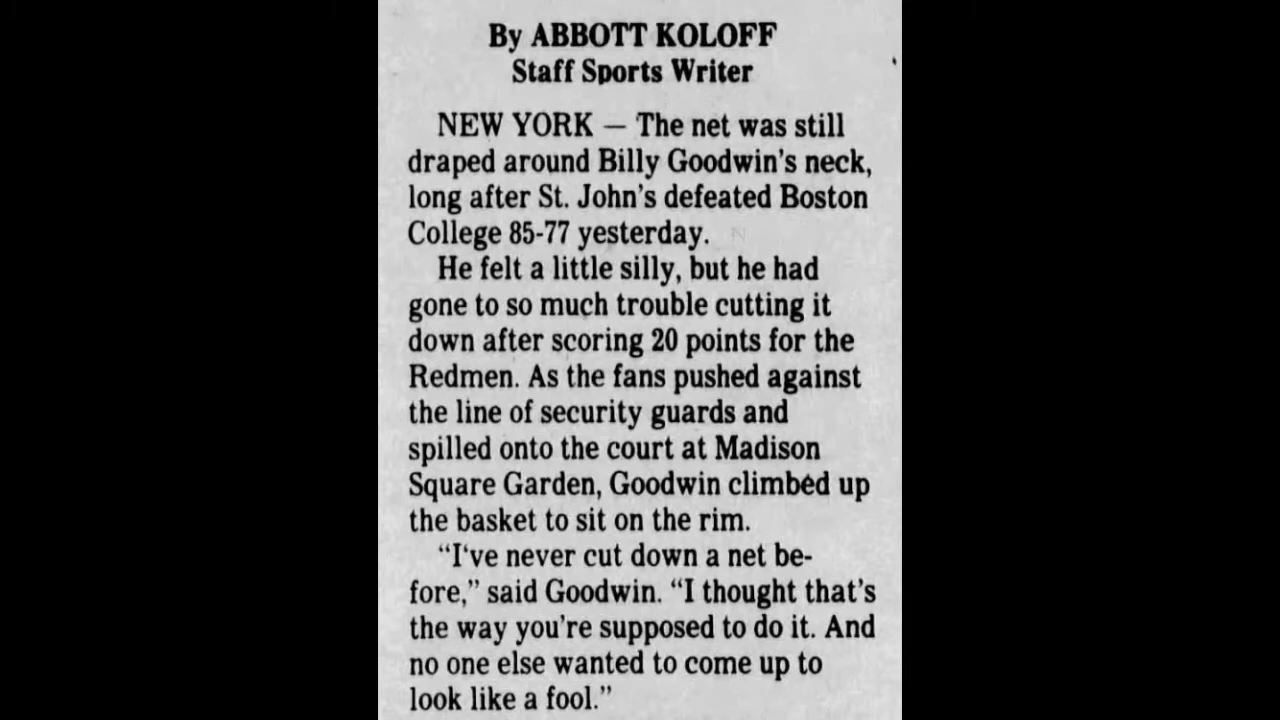 By ABBOTT KOLOFF
Staff Sports Writer
NEW YORK — The net was still
draped around Billy Goodwin's neck,
long after St. John's defeated Boston
College 85-77 yesterday.
He felt a little silly, but he had
gone to so much trouble cutting it
down after scoring 20 points for the
Redmen. As the fans pushed against
the line of security guards and
spilled onto the court at Madison
Square Garden, Goodwin climbed up
the basket to sit on the rim.
“I‘ve never cut down a net be-
fore,” said Goodwin. “I thought that's
the way you're supposed to do it. And
no one else wanted to come up to
look like a fool.”